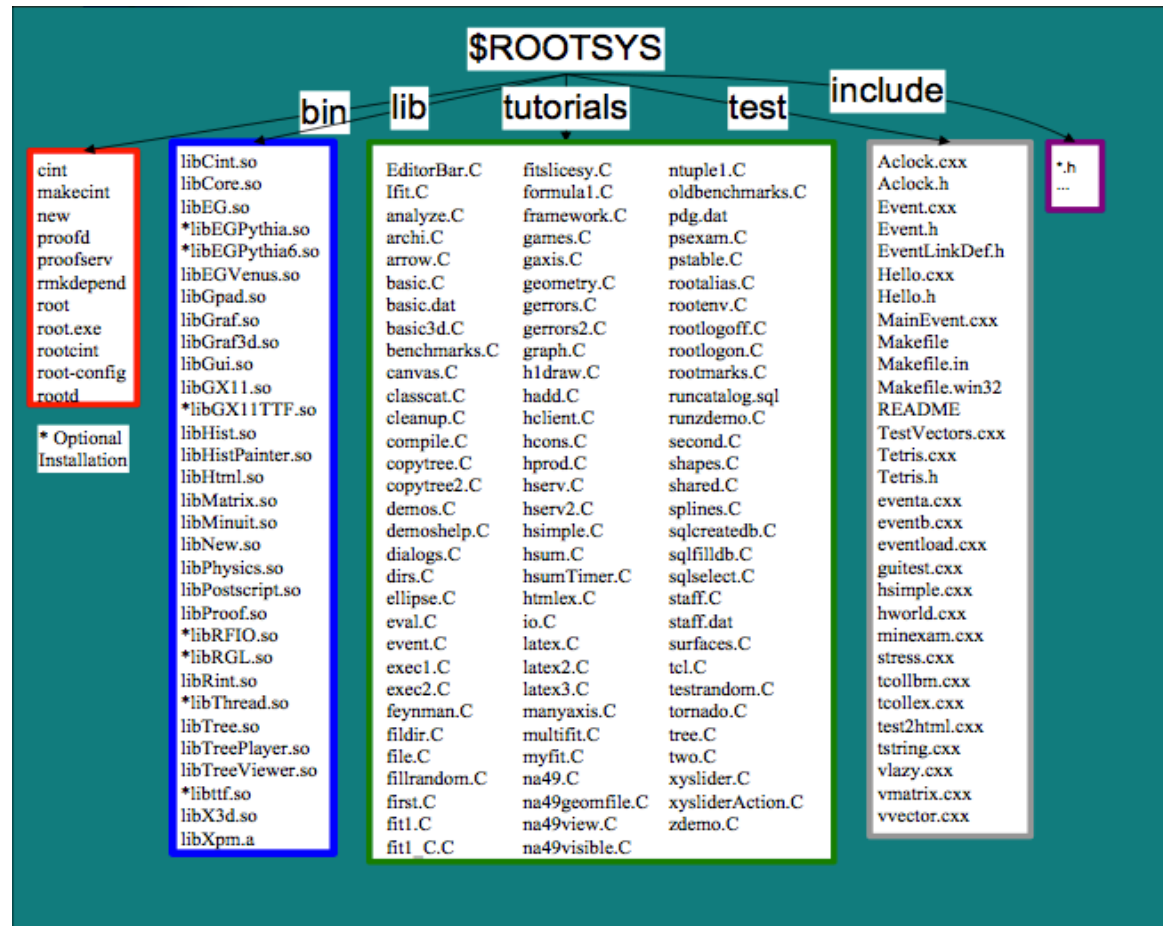 $ROOTSYS
bin
lib
tutorials
test
include
cint
makecint
new
proofd
proofserv
rmkdepend
root
root.exe
rootcint
root-config
rootd
* Optional
Installation
libCint.so
libCore.so
libEG.so
*libEGPythia.so
*libEGPythia6.so
libEGVenus.so
libGpad.so
libGraf.so
libGraf3d.so
libGui.so
libGX11.so
*libGX11TTF.so
libHist.so
libHistPainter.so
libHtml.so
libMatrix.so
libMinuit.so
libNew.so
libPhysics.so
libPostscript.so
libProof.so
*libRFIO.so
*libRGL.so
libRint.so
*libThread.so
libTree.so
libTreePlayer.so
libTreeViewer.so
*libttf.so
libX3d.so
libXpm.a
EditorBar.C
Ifit.C
analyze.C
archi.C
arrow.C
basic.C
basic.dat
basic3d.C
benchmarks.C
canvas.C
classcat.C
cleanup.C
compile.C
copytree.C
copytree2.C
demos.C
demoshelp.C
dialogs.C
dirs.C
ellipse.C
eval.C
event.C
exec1.C
exec2.C
feynman.C
fildir.C
file.C
fillrandom.C
first.C
fit1.C
fit1_C.C
fitslicesy.C
formula1.C
framework.C
games.C
gaxis.C
geometry.C
gerrors.C
gerrors2.C
graph.C
h1draw.C
hadd.C
hclient.C
hcons.C
hprod.C
hserv.C
hserv2.C
hsimple.C
hsum.C
hsumTimer.C
htmlex.C
io.C
latex.C
latex2.C
latex3.C
manyaxis.C
multifit.C
myfit.C
na49.C
na49geomfile.C
na49view.C
na49visible.C
ntuple1.C
oldbenchmarks.C
pdg.dat
psexam.C
pstable.C
rootalias.C
rootenv.C
rootlogoff.C
rootlogon.C
rootmarks.C
runcatalog.sql
runzdemo.C
second.C
shapes.C
shared.C
splines.C
sqlcreatedb.C
sqlfilldb.C
sqlselect.C
staff.C
staff.dat
surfaces.C
tcl.C
testrandom.C
tornado.C
tree.C
two.C
xyslider.C
xysliderAction.C
zdemo.C
Aclock.cxx
Aclock.h
Event.cxx
Event.h
EventLinkDef.h
Hello.cxx
Hello.h
MainEvent.cxx
Makefile
Makefile.in
Makefile.win32
README
TestVectors.cxx
Tetris.cxx
Tetris.h
eventa.cxx
eventb.cxx
eventload.cxx
guitest.cxx
hsimple.cxx
hworld.cxx
minexam.cxx
stress.cxx
tcollbm.cxx
tcollex.cxx
test2html.cxx
tstring.cxx
vlazy.cxx
vmatrix.cxx
vvector.cxx
*.h
...